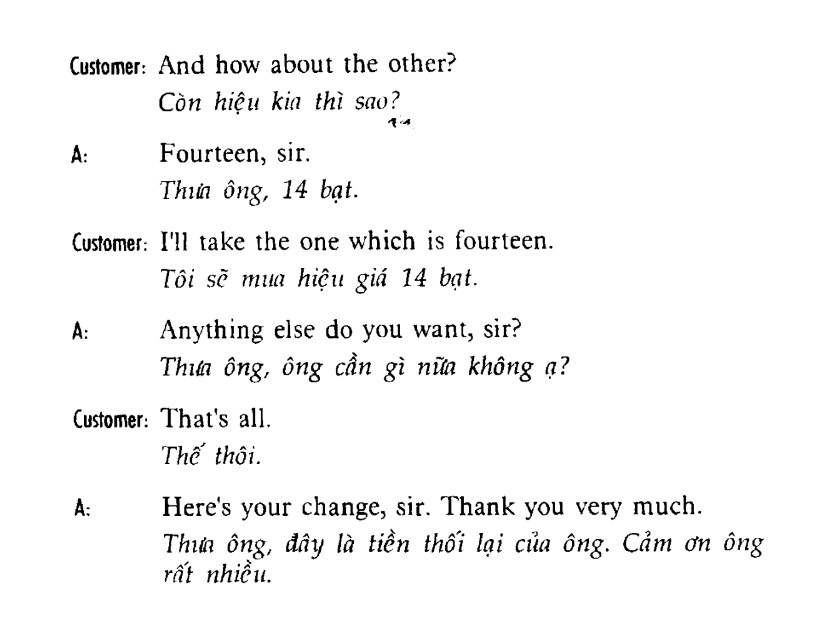 Customer: And how about the other?
Còn hiệu kia thì sao?
A: Fourteen, sir.
Thưa ông, 14 bạt.
Customer: I'll take the one which is fourteen.
Tôi sẽ mua hiệu giá 14 bạt.
A: Anything else do you want, sir?
Thưa ông, ông cần gì nữa không ạ?
Customer: That's all.
Thế thôi.
A: Here's your change, sir. Thank you very much.
Thưa ông, đây là tiền thối lại của ông. Cảm ơn ông
rất nhiều.